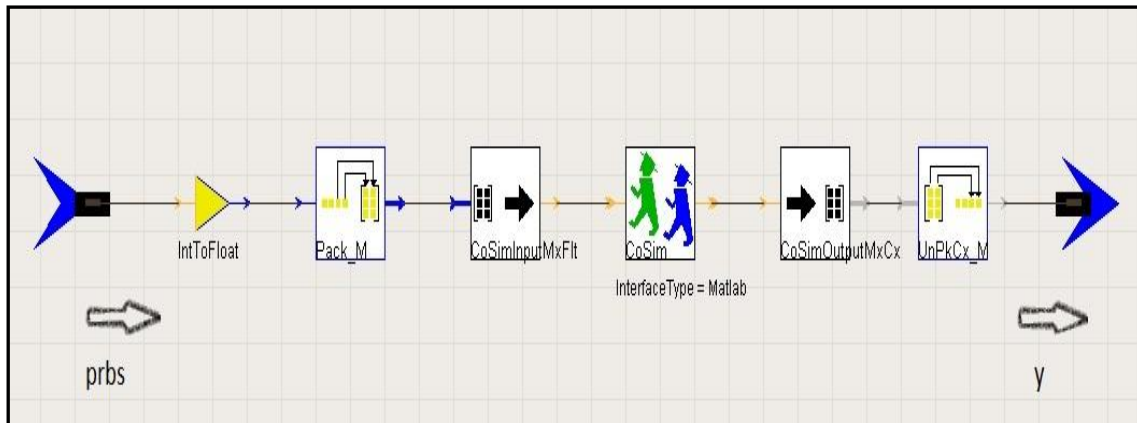 IntToFloat
Pack_M
CoSimInputMxFlt
CoSim
CoSimOutputMxCx
UnPkCx_M
InterfaceType = Matlab
prbs
y